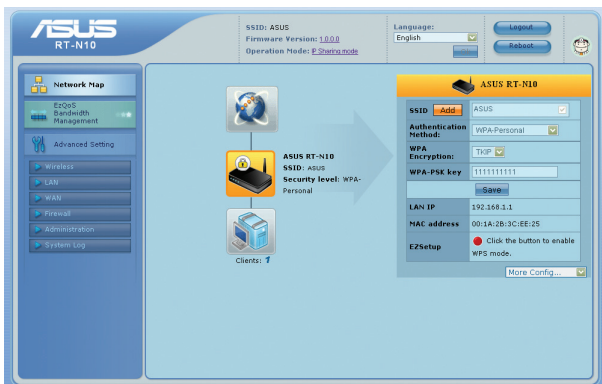 ASUS
RT-N10
SSID: ASUS
Firmware Version: 1.0.0.0
Operation Mode: IP Sharing mode
Language:
English
Logout
Reboot
Network Map
EzQoS
Bandwidth
Management
Advanced Setting
Wireless
LAN
WAN
Firewall
Administration
System Log
ASUS RT-N10
SSID: ASUS
Security level: WPA-
Personal
Clients: 1
ASUS RT-N10
SSID Add ASUS
Authentication
Method: WPA-Personal
WPA
Encryption: TKIP
WPA-PSK key 1111111111
Save
LAN IP 192.168.1.1
MAC address 00:1A:2B:3C:EE:25
EZSetup Click the button to enable
WPS mode.
More Config...